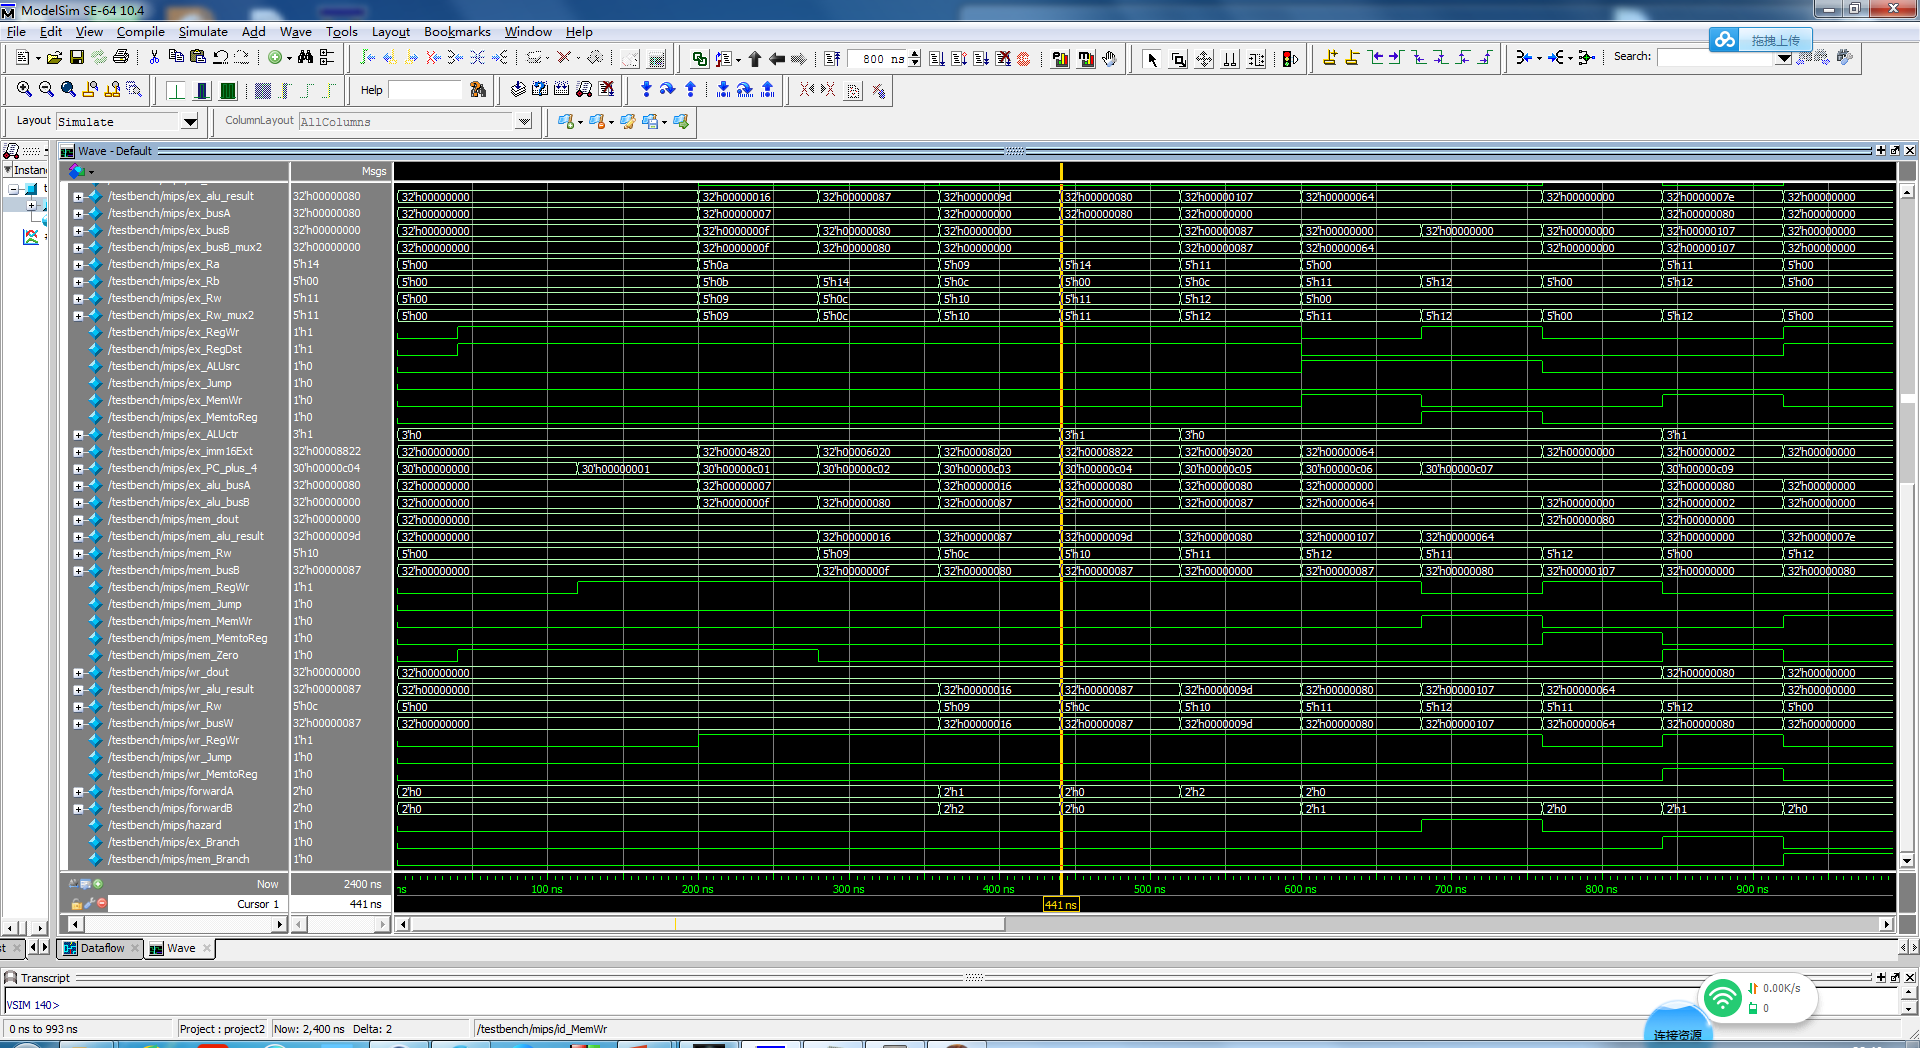 ModelSim SE-64 10.4
File Edit View Compile Simulate Add Wave Tools Layout Bookmarks Window Help
拖拽上传
800 ns
Search:
Help
Layout Simulate
ColumnLayout AllColumns
Wave - Default
Instan
Msgs
/testbench/mips/ex_alu_result 32'h00000080 32'h00000000 32'h00000016 32'h00000087 32'h0000009d 32'h00000080 32'h00000107 32'h00000064 32'h00000000 32'h0000007e 32'h00000000
/testbench/mips/ex_busA 32'h00000080 32'h00000000 32'h00000007 32'h00000000 32'h00000080 32'h00000000 32'h00000080 32'h00000000
/testbench/mips/ex_busB 32'h00000000 32'h00000000 32'h0000000f 32'h00000080 32'h00000000 32'h00000087 32'h00000000 32'h00000000 32'h00000000 32'h00000107 32'h00000000
/testbench/mips/ex_busB_mux2 32'h00000000 32'h00000000 32'h0000000f 32'h00000080 32'h00000000 32'h00000087 32'h00000064 32'h00000000 32'h00000107 32'h00000000
/testbench/mips/ex_Ra 5'h14 5'h00 5'h0a 5'h09 5'h14 5'h11 5'h00 5'h11 5'h00
/testbench/mips/ex_Rb 5'h00 5'h00 5'h0b 5'h14 5'h0c 5'h00 5'h0c 5'h11 5'h12 5'h00 5'h12 5'h00
/testbench/mips/ex_Rw 5'h11 5'h00 5'h09 5'h0c 5'h10 5'h11 5'h12 5'h00
/testbench/mips/ex_Rw_mux2 5'h11 5'h00 5'h09 5'h0c 5'h10 5'h11 5'h12 5'h11 5'h12 5'h00 5'h12 5'h00
/testbench/mips/ex_RegWr 1'h1
/testbench/mips/ex_RegDst 1'h1
/testbench/mips/ex_ALUsrc 1'h0
/testbench/mips/ex_Jump 1'h0
/testbench/mips/ex_MemWr 1'h0
/testbench/mips/ex_MemtoReg 1'h0
/testbench/mips/ex_ALUctr 3'h1 3'h0 3'h1 3'h0 3'h1
/testbench/mips/ex_imm16Ext 32'h00008822 32'h00000000 32'h00004820 32'h00006020 32'h00008020 32'h00008822 32'h00009020 32'h00000064 32'h00000000 32'h00000002 32'h00000000
/testbench/mips/ex_PC_plus_4 30'h00000c04 30'h00000000 30'h00000001 30'h00000c01 30'h00000c02 30'h00000c03 30'h00000c04 30'h00000c05 30'h00000c06 30'h00000c07 30'h00000c09
/testbench/mips/ex_alu_busA 32'h00000080 32'h00000000 32'h00000007 32'h00000016 32'h00000080 32'h00000080 32'h00000000 32'h00000080 32'h00000000
/testbench/mips/ex_alu_busB 32'h00000000 32'h00000000 32'h0000000f 32'h00000080 32'h00000087 32'h00000000 32'h00000087 32'h00000064 32'h00000000 32'h00000002 32'h00000000
/testbench/mips/mem_dout 32'h00000000 32'h00000000 32'h00000080 32'h00000000
/testbench/mips/mem_alu_result 32'h0000009d 32'h00000000 32'h00000016 32'h00000087 32'h0000009d 32'h00000080 32'h00000107 32'h00000064 32'h00000000 32'h0000007e
/testbench/mips/mem_Rw 5'h10 5'h00 5'h09 5'h0c 5'h10 5'h11 5'h12 5'h11 5'h12 5'h00 5'h12
/testbench/mips/mem_busB 32'h00000087 32'h00000000 32'h0000000f 32'h00000080 32'h00000087 32'h00000000 32'h00000087 32'h00000080 32'h00000107 32'h00000000 32'h00000080
/testbench/mips/mem_RegWr 1'h1
/testbench/mips/mem_Jump 1'h0
/testbench/mips/mem_MemWr 1'h0
/testbench/mips/mem_MemtoReg 1'h0
/testbench/mips/mem_Zero 1'h0
/testbench/mips/wr_dout 32'h00000000 32'h00000000 32'h00000080 32'h00000000
/testbench/mips/wr_alu_result 32'h00000087 32'h00000000 32'h00000016 32'h00000087 32'h0000009d 32'h00000080 32'h00000107 32'h00000064 32'h00000000
/testbench/mips/wr_Rw 5'h0c 5'h00 5'h09 5'h0c 5'h10 5'h11 5'h12 5'h11 5'h12 5'h00
/testbench/mips/wr_busW 32'h00000087 32'h00000000 32'h00000016 32'h00000087 32'h0000009d 32'h00000080 32'h00000107 32'h00000064 32'h00000080 32'h00000000
/testbench/mips/wr_RegWr 1'h1
/testbench/mips/wr_Jump 1'h0
/testbench/mips/wr_MemtoReg 1'h0
/testbench/mips/forwardA 2'h0 2'h0 2'h1 2'h0 2'h2 2'h0
/testbench/mips/forwardB 2'h0 2'h0 2'h2 2'h0 2'h1 2'h0 2'h1 2'h0
/testbench/mips/hazard 1'h0
/testbench/mips/ex_Branch 1'h0
/testbench/mips/mem_Branch 1'h0
Now 2400 ns ns 100 ns 200 ns 300 ns 400 ns 500 ns 600 ns 700 ns 800 ns 900 ns
Cursor 1 441 ns 441 ns
st Dataflow Wave
Transcript
VSIM 140>
0.00K/s
0
连接资源
0 ns to 993 ns Project : project2 Now: 2,400 ns Delta: 2 /testbench/mips/id_MemWr